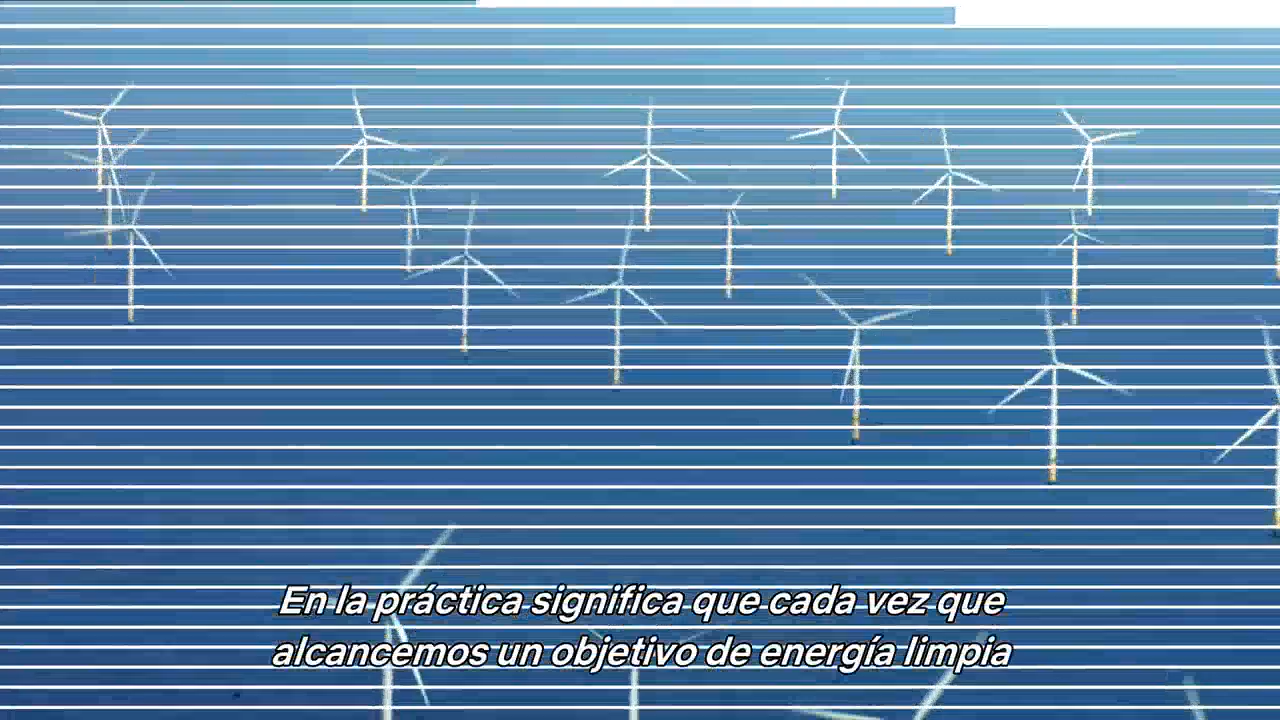 En la práctica significa que cada vez que
alcancemos un objetivo de energía limpia